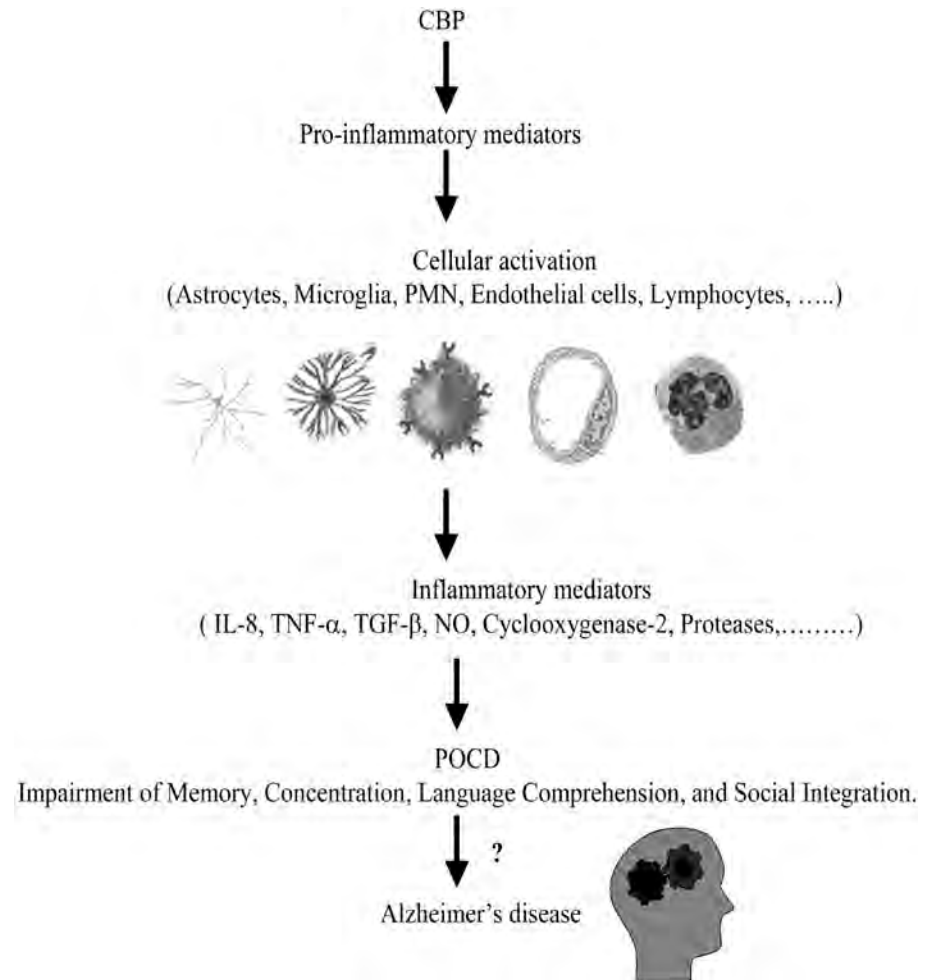 CBP
Pro-inflammatory mediators
Cellular activation
(Astrocytes, Microglia, PMN, Endothelial cells, Lymphocytes, …..)
Inflammatory mediators
( IL-8, TNF-α, TGF-β, NO, Cyclooxygenase-2, Proteases,………)
POCD
Impairment of Memory, Concentration, Language Comprehension, and Social Integration.
?
Alzheimer’s disease